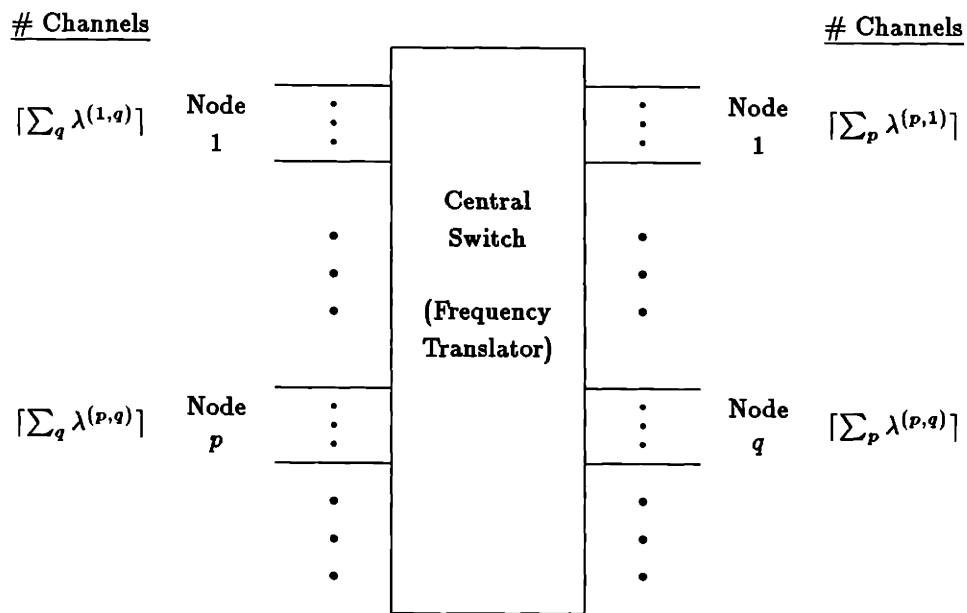 # Channels
# Channels
⌈∑_q λ^(1,q)⌉
Node
1
Node
1
⌈∑_p λ^(p,1)⌉
Central
Switch
(Frequency
Translator)
⌈∑_q λ^(p,q)⌉
Node
p
Node
q
⌈∑_p λ^(p,q)⌉